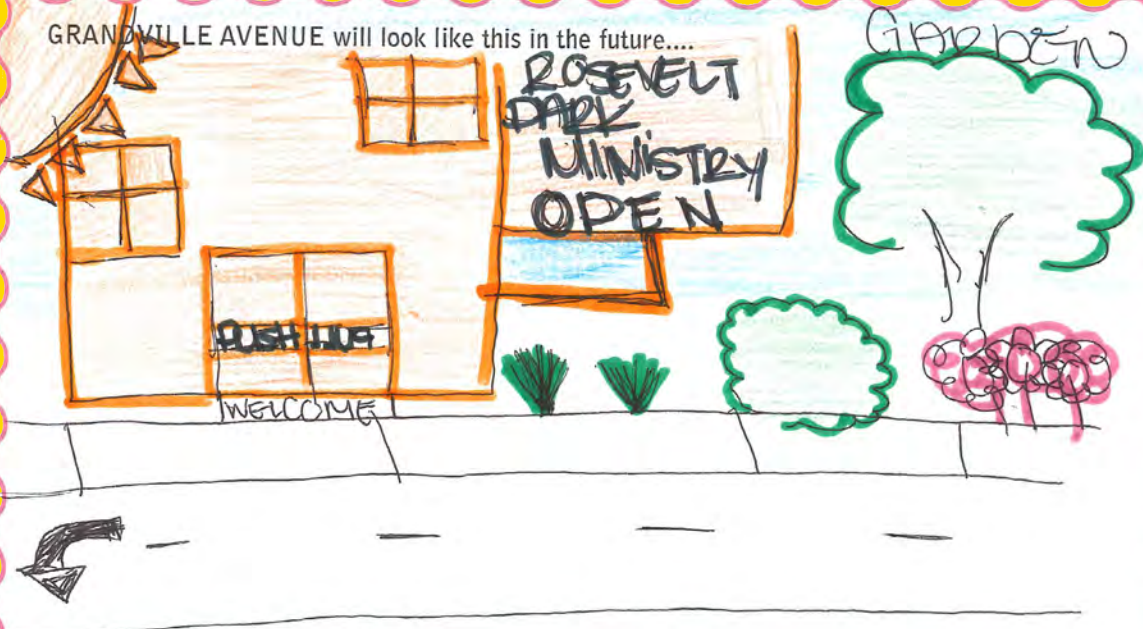 GRANDVILLE AVENUE will look like this in the future....
GARDEN
ROSEVELT
PARK
MINISTRY
OPEN
PUSH
WELCOME